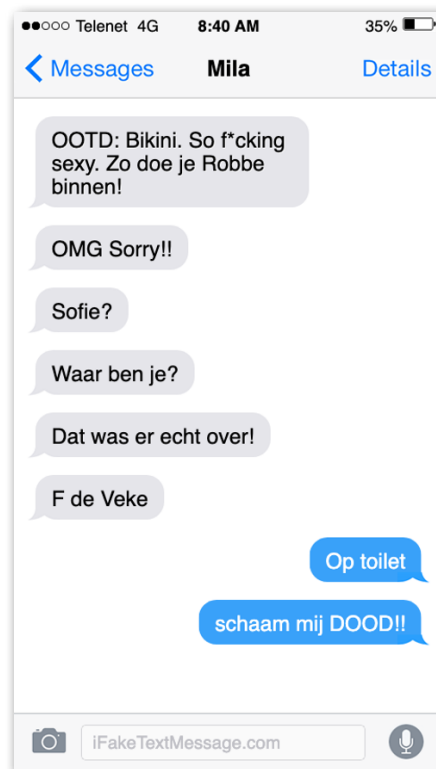 Telenet 4G 8:40 AM 35%
Messages Mila Details
OOTD: Bikini. So f*cking
sexy. Zo doe je Robbe
binnen!
OMG Sorry!!
Sofie?
Waar ben je?
Dat was er echt over!
F de Veke
Op toilet
schaam mij DOOD!!
iFakeTextMessage.com